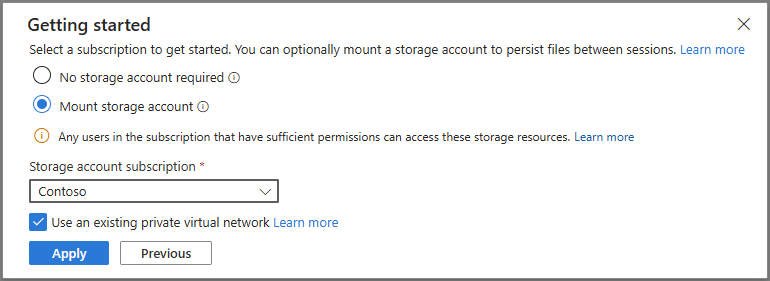 Getting started
Select a subscription to get started. You can optionally mount a storage account to persist files between sessions. Learn more
No storage account required
Mount storage account
Any users in the subscription that have sufficient permissions can access these storage resources. Learn more
Storage account subscription *
Contoso
Use an existing private virtual network Learn more
Apply Previous